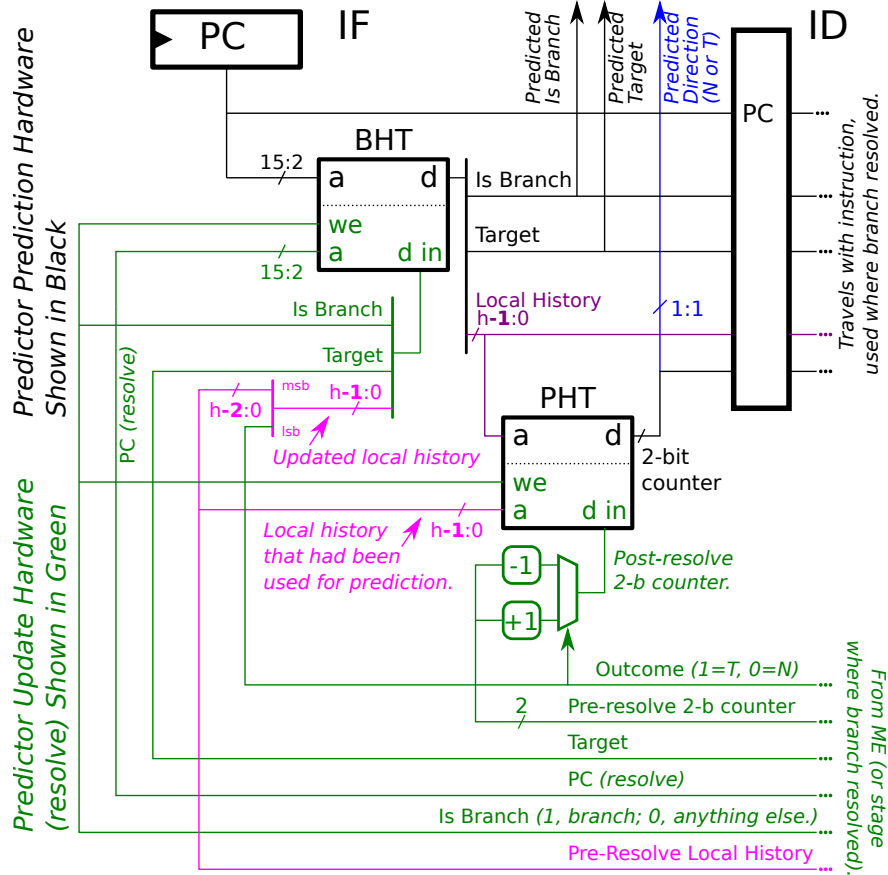 PC
IF
ID
Predicted
Is Branch
Predicted
Target
Predicted
Direction
(N or T)
Predictor Prediction Hardware
Shown in Black
PC
...
Travels with instruction,
used where branch resolved.
BHT
15:2
a
d
Is Branch
...
we
a
d in
15:2
Target
...
Is Branch
Local History
h-1:0
1:1
...
Target
...
msb
h-1:0
h-2:0
lsb
Updated local history
PC (resolve)
PHT
a
d
2-bit
counter
we
a
d in
h-1:0
Local history
that had been
used for prediction.
-1
+1
Post-resolve
2-b counter.
Predictor Update Hardware
(resolve) Shown in Green
Outcome (1=T, 0=N)
...
2
Pre-resolve 2-b counter
...
Target
...
PC (resolve)
...
Is Branch (1, branch; 0, anything else.)
...
Pre-Resolve Local History
...
From ME (or stage
where branch resolved).